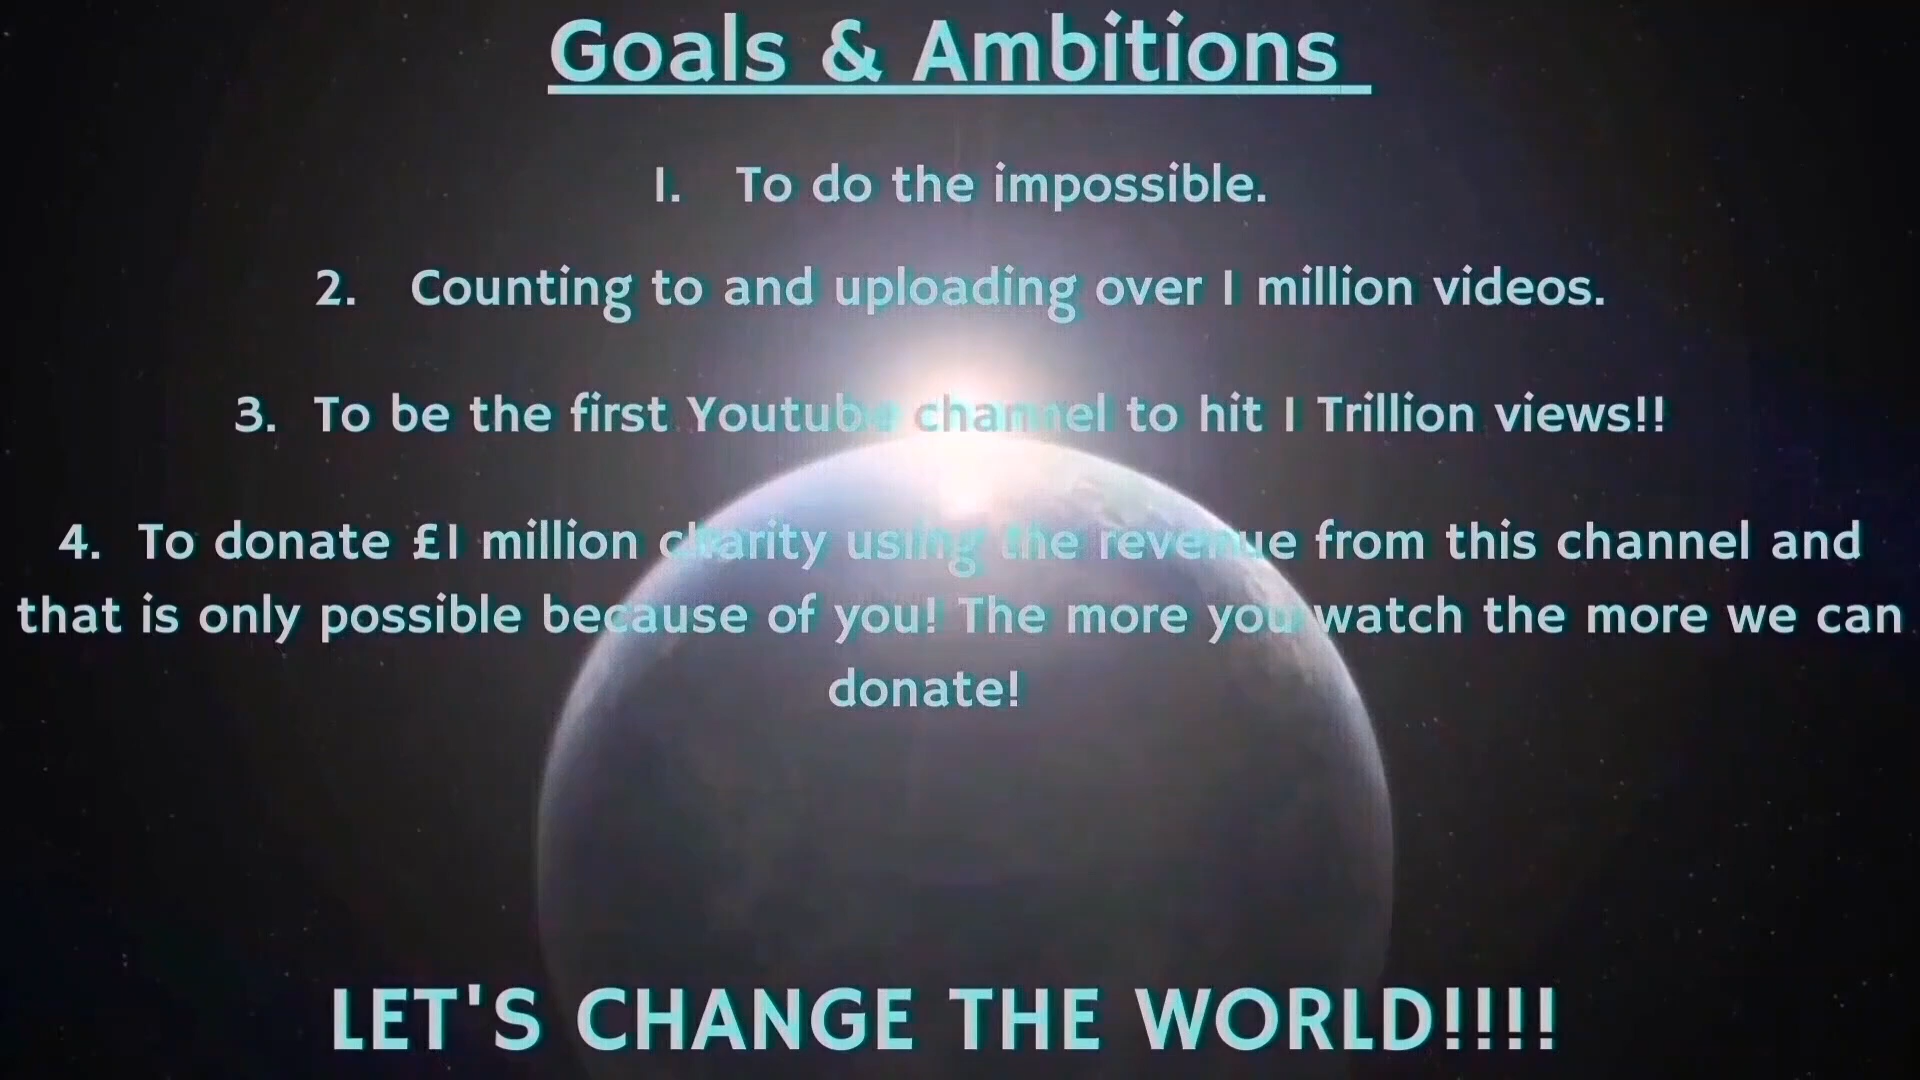 Goals & Ambitions
1. To do the impossible.
2. Counting to and uploading over 1 million videos.
3. To be the first Youtube channel to hit 1 Trillion views!!
4. To donate £1 million charity using the revenue from this channel and
that is only possible because of you! The more you watch the more we can
donate!
LET'S CHANGE THE WORLD!!!!